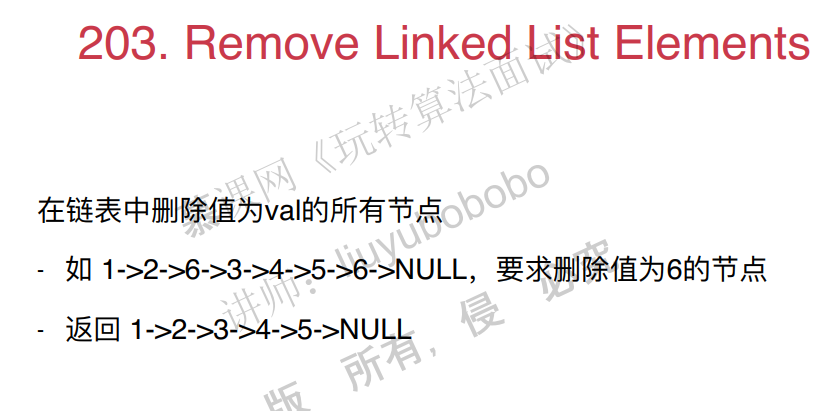 203. Remove Linked List Elements
慕课网《玩转算法面试》
在链表中删除值为val的所有节点
讲师：liuyubobobo
- 如 1->2->6->3->4->5->6->NULL，要求删除值为6的节点
- 返回 1->2->3->4->5->NULL
版 所有，侵 必究